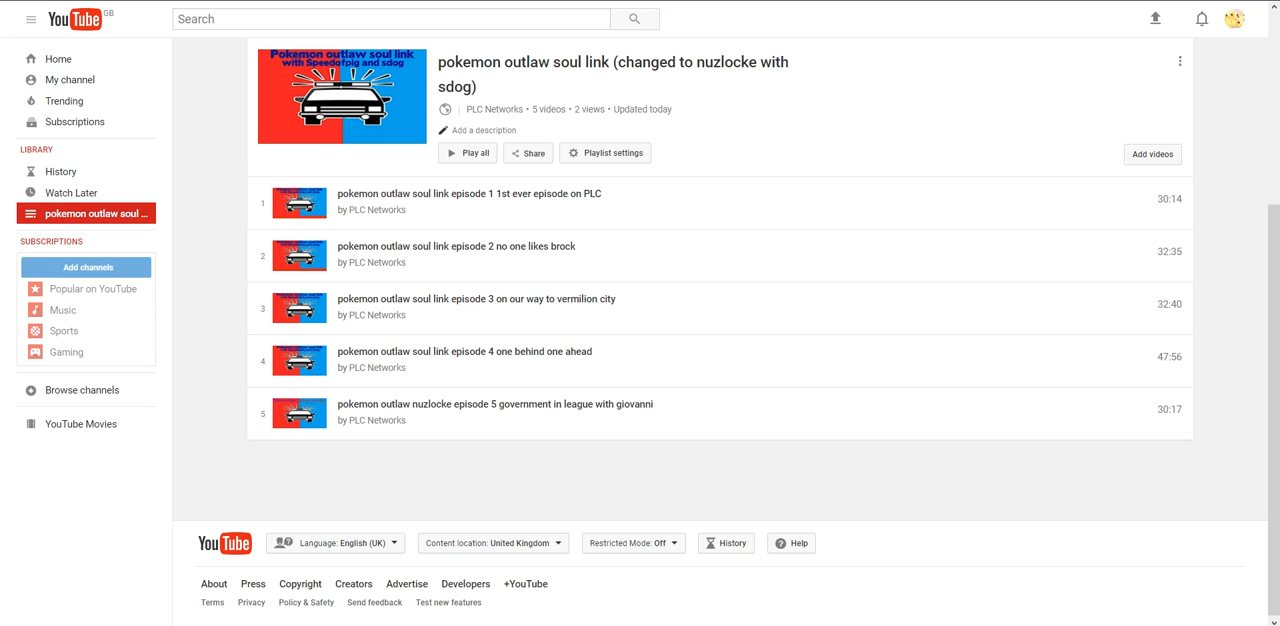 YouTube GB
Search
Home
My channel
Trending
Subscriptions
LIBRARY
History
Watch Later
pokemon outlaw soul ...
SUBSCRIPTIONS
Add channels
Popular on YouTube
Music
Sports
Gaming
Browse channels
YouTube Movies
Pokemon outlaw soul link
with Speedofpig and sdog
pokemon outlaw soul link (changed to nuzlocke with
sdog)
PLC Networks • 5 videos • 2 views • Updated today
Add a description
Play all Share Playlist settings
Add videos
1
pokemon outlaw soul link episode 1 1st ever episode on PLC
by PLC Networks
30:14
2
pokemon outlaw soul link episode 2 no one likes brock
by PLC Networks
32:35
3
pokemon outlaw soul link episode 3 on our way to vermilion city
by PLC Networks
32:40
4
pokemon outlaw soul link episode 4 one behind one ahead
by PLC Networks
47:56
5
pokemon outlaw nuzlocke episode 5 government in league with giovanni
by PLC Networks
30:17
YouTube Language: English (UK) Content location: United Kingdom Restricted Mode: Off History Help
About Press Copyright Creators Advertise Developers +YouTube
Terms Privacy Policy & Safety Send feedback Test new features